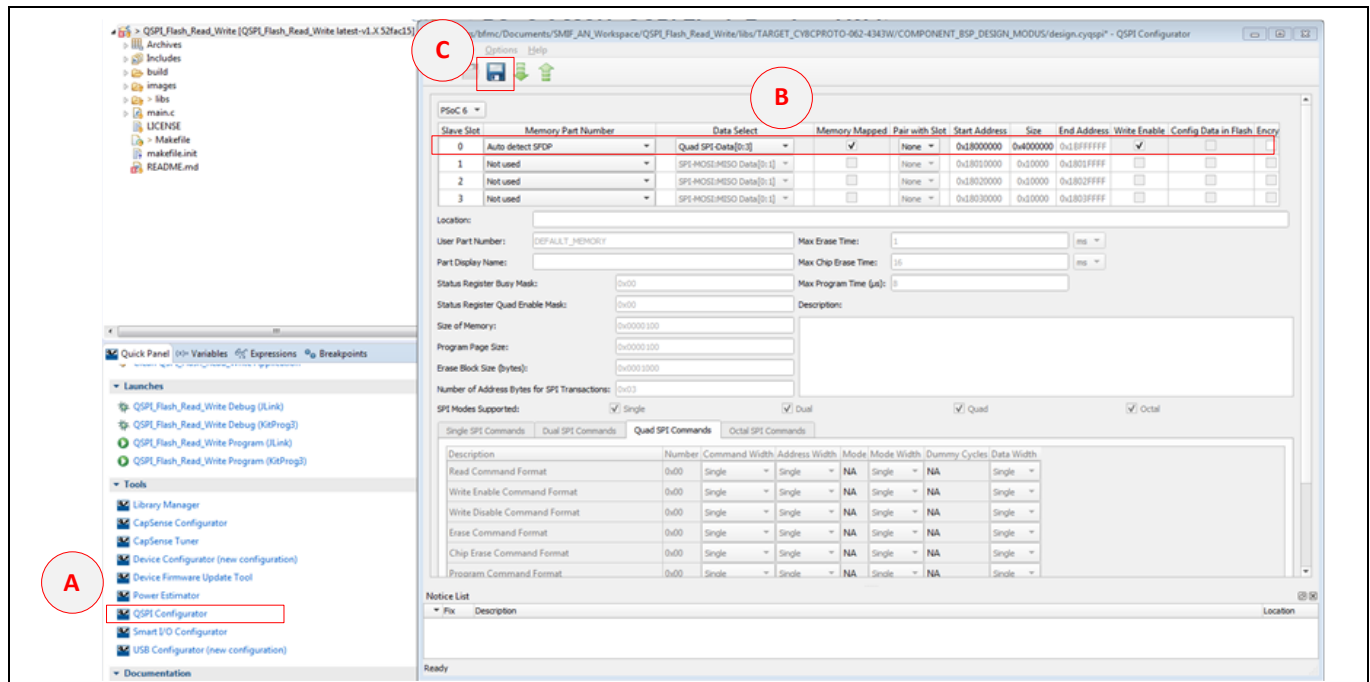 > QSPI_Flash_Read_Write [QSPI_Flash_Read_Write latest-v1.X 52fac15]
Archives
Includes
build
images
> libs
main.c
LICENSE
> Makefile
makefile.init
README.md
Quick Panel (x)= Variables Expressions Breakpoints
Launches
QSPI_Flash_Read_Write Debug (JLink)
QSPI_Flash_Read_Write Debug (KitProg3)
QSPI_Flash_Read_Write Program (JLink)
QSPI_Flash_Read_Write Program (KitProg3)
Tools
Library Manager
CapSense Configurator
CapSense Tuner
Device Configurator (new configuration)
Device Firmware Update Tool
A
Power Estimator
QSPI Configurator
Smart I/O Configurator
USB Configurator (new configuration)
Documentation
/bfmc/Documents/SMIF_AN_Workspace/QSPI_Flash_Read_Write/libs/TARGET_CY8CPROTO-062-4343W/COMPONENT_BSP_DESIGN_MODUS/design.cyqspi* - QSPI Configurator
C
Options Help
B
PSoC 6
Slave Slot Memory Part Number Data Select Memory Mapped Pair with Slot Start Address Size End Address Write Enable Config Data in Flash Encry
0 Auto detect SFDP Quad SPI-Data[0:3] None 0x18000000 0x4000000 0x18FFFFFF
1 Not used SPI-MOSI:MISO Data[0:1] None 0x18010000 0x10000 0x1801FFFF
2 Not used SPI-MOSI:MISO Data[0:1] None 0x18020000 0x10000 0x1802FFFF
3 Not used SPI-MOSI:MISO Data[0:1] None 0x18030000 0x10000 0x1803FFFF
Location:
User Part Number: DEFAULT_MEMORY Max Erase Time: 1 ms
Part Display Name: Max Chip Erase Time: 16 ms
Status Register Busy Mask: 0x00 Max Program Time (µs): 8
Status Register Quad Enable Mask: 0x00 Description:
Size of Memory: 0x0000100
Program Page Size: 0x0000100
Erase Block Size (bytes): 0x0001000
Number of Address Bytes for SPI Transactions: 0x03
SPI Modes Supported: Single Dual Quad Octal
Single SPI Commands Dual SPI Commands Quad SPI Commands Octal SPI Commands
Description Number Command Width Address Width Mode Mode Width Dummy Cycles Data Width
Read Command Format 0x00 Single Single NA Single NA Single
Write Enable Command Format 0x00 Single Single NA Single NA Single
Write Disable Command Format 0x00 Single Single NA Single NA Single
Erase Command Format 0x00 Single Single NA Single NA Single
Chip Erase Command Format 0x00 Single Single NA Single NA Single
Program Command Format 0x00 Single Single NA Single NA Single
Notice List
Fix Description Location
Ready